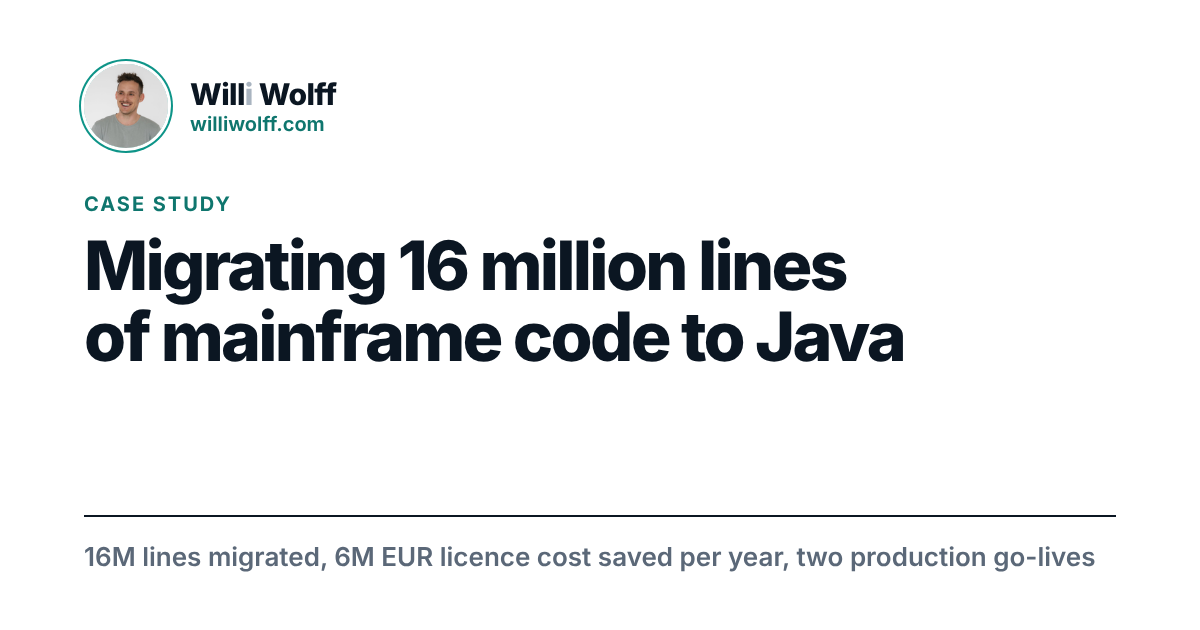 Willi Wolff
williwolff.com
CASE STUDY
Migrating 16 million lines
of mainframe code to Java
16M lines migrated, 6M EUR licence cost saved per year, two production go-lives